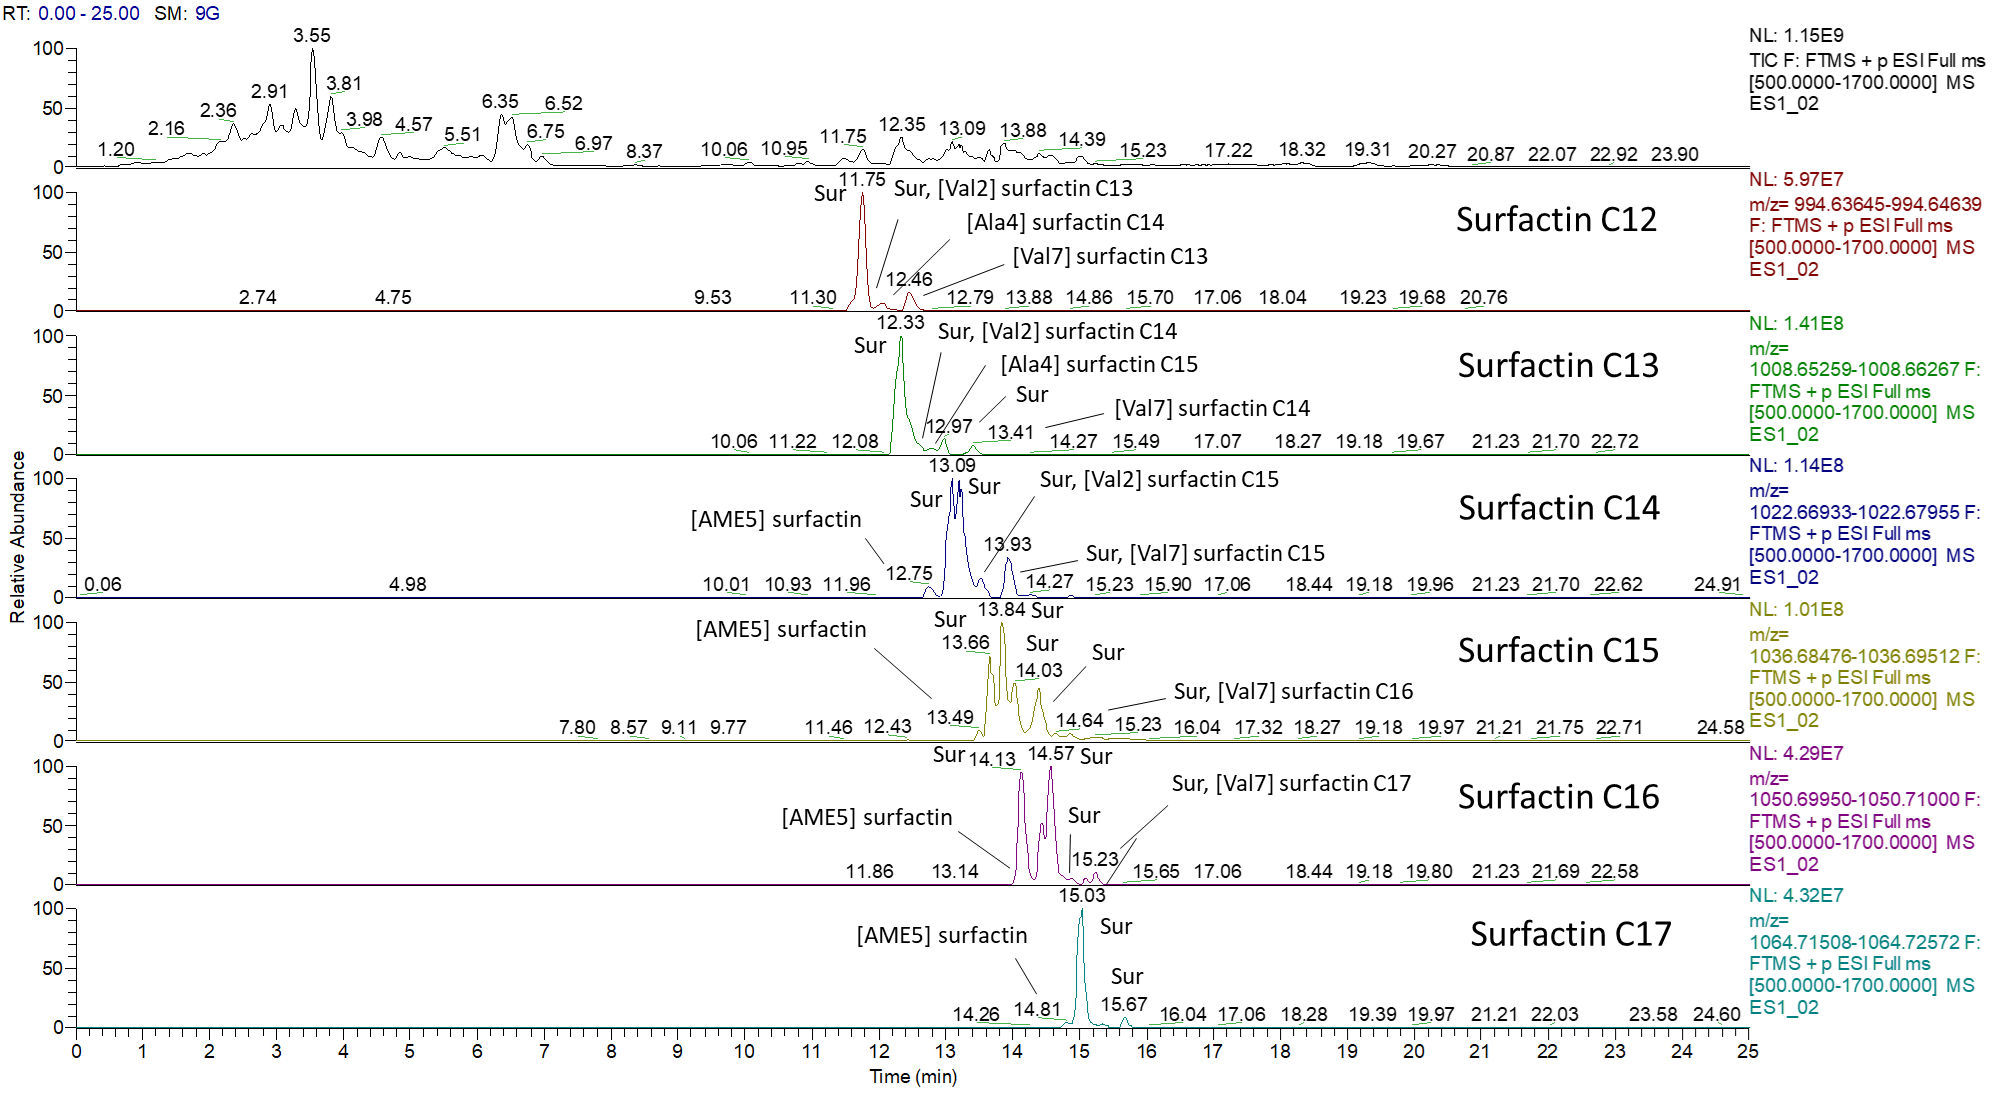 RT: 0.00 - 25.00 SM: 9G
NL: 1.15E9
TIC F: FTMS + p ESI Full ms
[500.0000-1700.0000] MS
ES1_02
100
50
0
3.55
2.91
3.81
2.36
3.98
2.16
4.57
1.20
5.51
6.35
6.52
6.75
6.97
8.37
10.06
10.95
11.75
12.35
13.09
13.88
14.39
15.23
17.22
18.32
19.31
20.27
20.87
22.07
22.92
23.90
NL: 5.97E7
m/z= 994.63645-994.64639
F: FTMS + p ESI Full ms
[500.0000-1700.0000] MS
ES1_02
100
50
0
Sur
11.75
Sur, [Val2] surfactin C13
[Ala4] surfactin C14
[Val7] surfactin C13
Surfactin C12
2.74
4.75
9.53
11.30
12.46
12.79
13.88
14.86
15.70
17.06
18.04
19.23
19.68
20.76
NL: 1.41E8
m/z=
1008.65259-1008.66267 F:
FTMS + p ESI Full ms
[500.0000-1700.0000] MS
ES1_02
100
50
0
12.33
Sur
Sur, [Val2] surfactin C14
[Ala4] surfactin C15
Sur
[Val7] surfactin C14
Surfactin C13
10.06
11.22
12.08
12.97
13.41
14.27
15.49
17.07
18.27
19.18
19.67
21.23
21.70
22.72
NL: 1.14E8
m/z=
1022.66933-1022.67955 F:
FTMS + p ESI Full ms
[500.0000-1700.0000] MS
ES1_02
100
50
0
13.09
Sur
Sur
Sur, [Val2] surfactin C15
[AME5] surfactin
Sur, [Val7] surfactin C15
Surfactin C14
0.06
4.98
10.01
10.93
11.96
12.75
13.93
14.27
15.23
15.90
17.06
18.44
19.18
19.96
21.23
21.70
22.62
24.91
NL: 1.01E8
m/z=
1036.68476-1036.69512 F:
FTMS + p ESI Full ms
[500.0000-1700.0000] MS
ES1_02
100
50
0
13.84
Sur
Sur
[AME5] surfactin
13.66
Sur
14.03
Sur
Sur, [Val7] surfactin C16
Surfactin C15
7.80
8.57
9.11
9.77
11.46
12.43
13.49
14.64
15.23
16.04
17.32
18.27
19.18
19.97
21.21
21.75
22.71
24.58
NL: 4.29E7
m/z=
1050.69950-1050.71000 F:
FTMS + p ESI Full ms
[500.0000-1700.0000] MS
ES1_02
100
50
0
Sur
14.13
14.57
Sur
Sur, [Val7] surfactin C17
[AME5] surfactin
Sur
Surfactin C16
11.86
13.14
15.23
15.65
17.06
18.44
19.18
19.80
21.23
21.69
22.58
NL: 4.32E7
m/z=
1064.71508-1064.72572 F:
FTMS + p ESI Full ms
[500.0000-1700.0000] MS
ES1_02
100
50
0
15.03
Sur
[AME5] surfactin
Sur
Surfactin C17
14.26
14.81
15.67
16.04
17.06
18.28
19.39
19.97
21.21
22.03
23.58
24.60
0 1 2 3 4 5 6 7 8 9 10 11 12 13 14 15 16 17 18 19 20 21 22 23 24 25
Time (min)
Relative Abundance